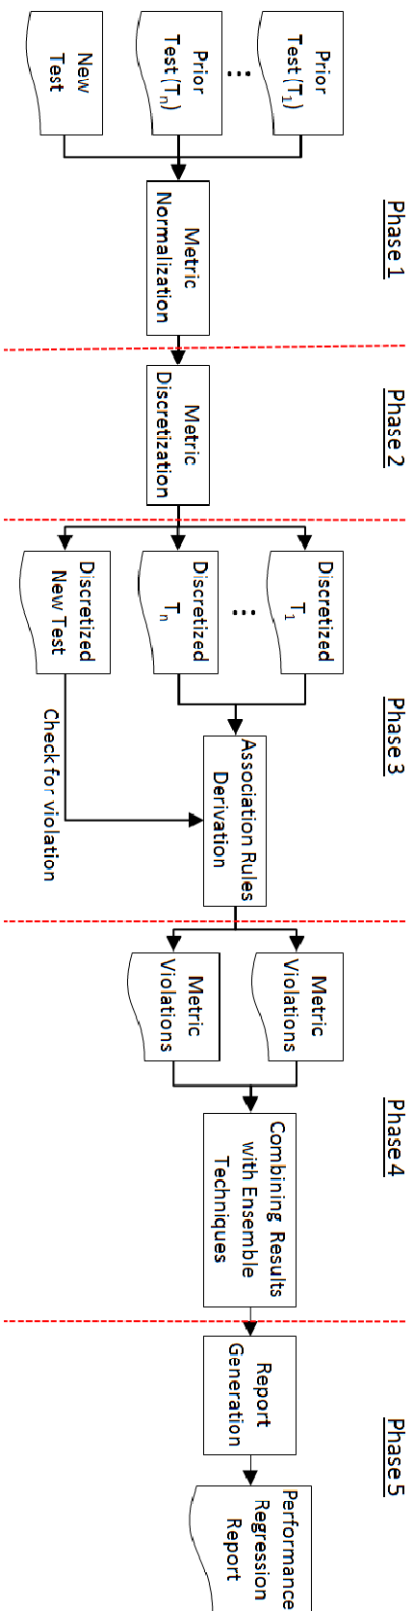 Phase 1
Prior
Test (T1)
...
Prior
Test (Tn)
New
Test
Metric
Normalization
Phase 2
Metric
Discretization
Phase 3
Discretized
T1
...
Discretized
Tn
Discretized
New Test
Association Rules
Derivation
Check for violation
Phase 4
Metric
Violations
Metric
Violations
Combining Results
with Ensemble
Techniques
Phase 5
Report
Generation
Performance
Regression
Report